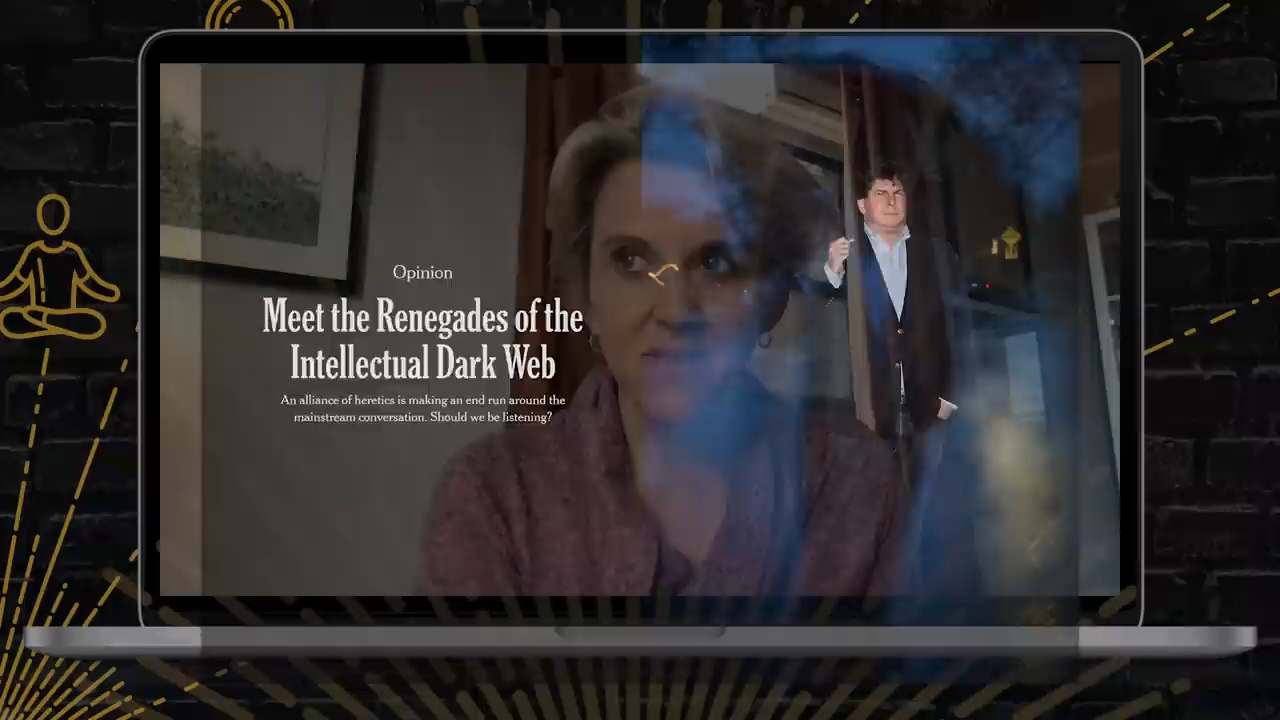 Opinion
Meet the Renegades of the
Intellectual Dark Web
An alliance of heretics is making an end run around the
mainstream conversation. Should we be listening?